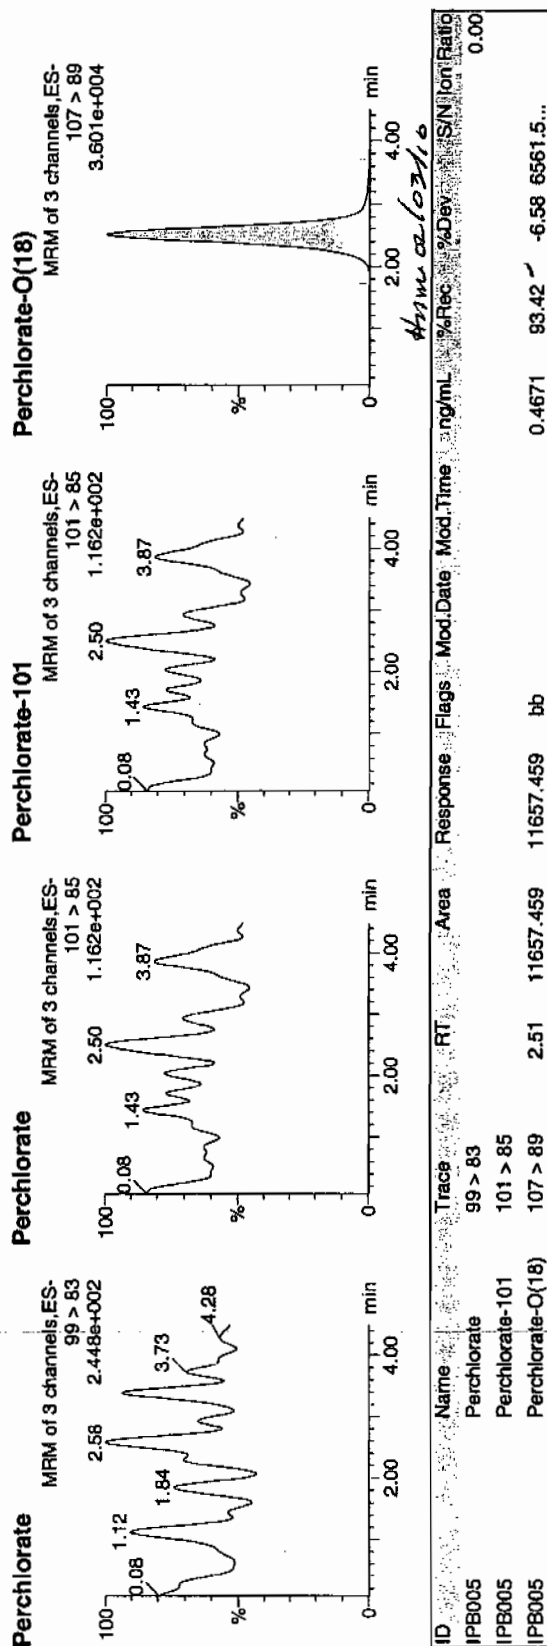 Perchlorate
MRM of 3 channels,ES-
99 > 83
2.448e+002
100
%
0
0.08
1.12
1.84
2.58
3.73
4.28
2.00
4.00
min
Perchlorate
MRM of 3 channels,ES-
101 > 85
1.162e+002
100
%
0
0.08
1.43
2.50
3.87
2.00
4.00
min
Perchlorate-101
MRM of 3 channels,ES-
101 > 85
1.162e+002
100
%
0
0.08
1.43
2.50
3.87
2.00
4.00
min
Perchlorate-O(18)
MRM of 3 channels,ES-
107 > 89
3.601e+004
100
%
0
2.00
4.00
min
ID Name Trace RT Area Response Flags Mod.Date Mod.Time ng/mL %Rec %Dev S/N Ion Ratio
IPB005 Perchlorate 99 > 83 0.00
IPB005 Perchlorate-101 101 > 85
IPB005 Perchlorate-O(18) 107 > 89 2.51 11657.459 11657.459 bb 0.4671 93.42 -6.58 6561.5...